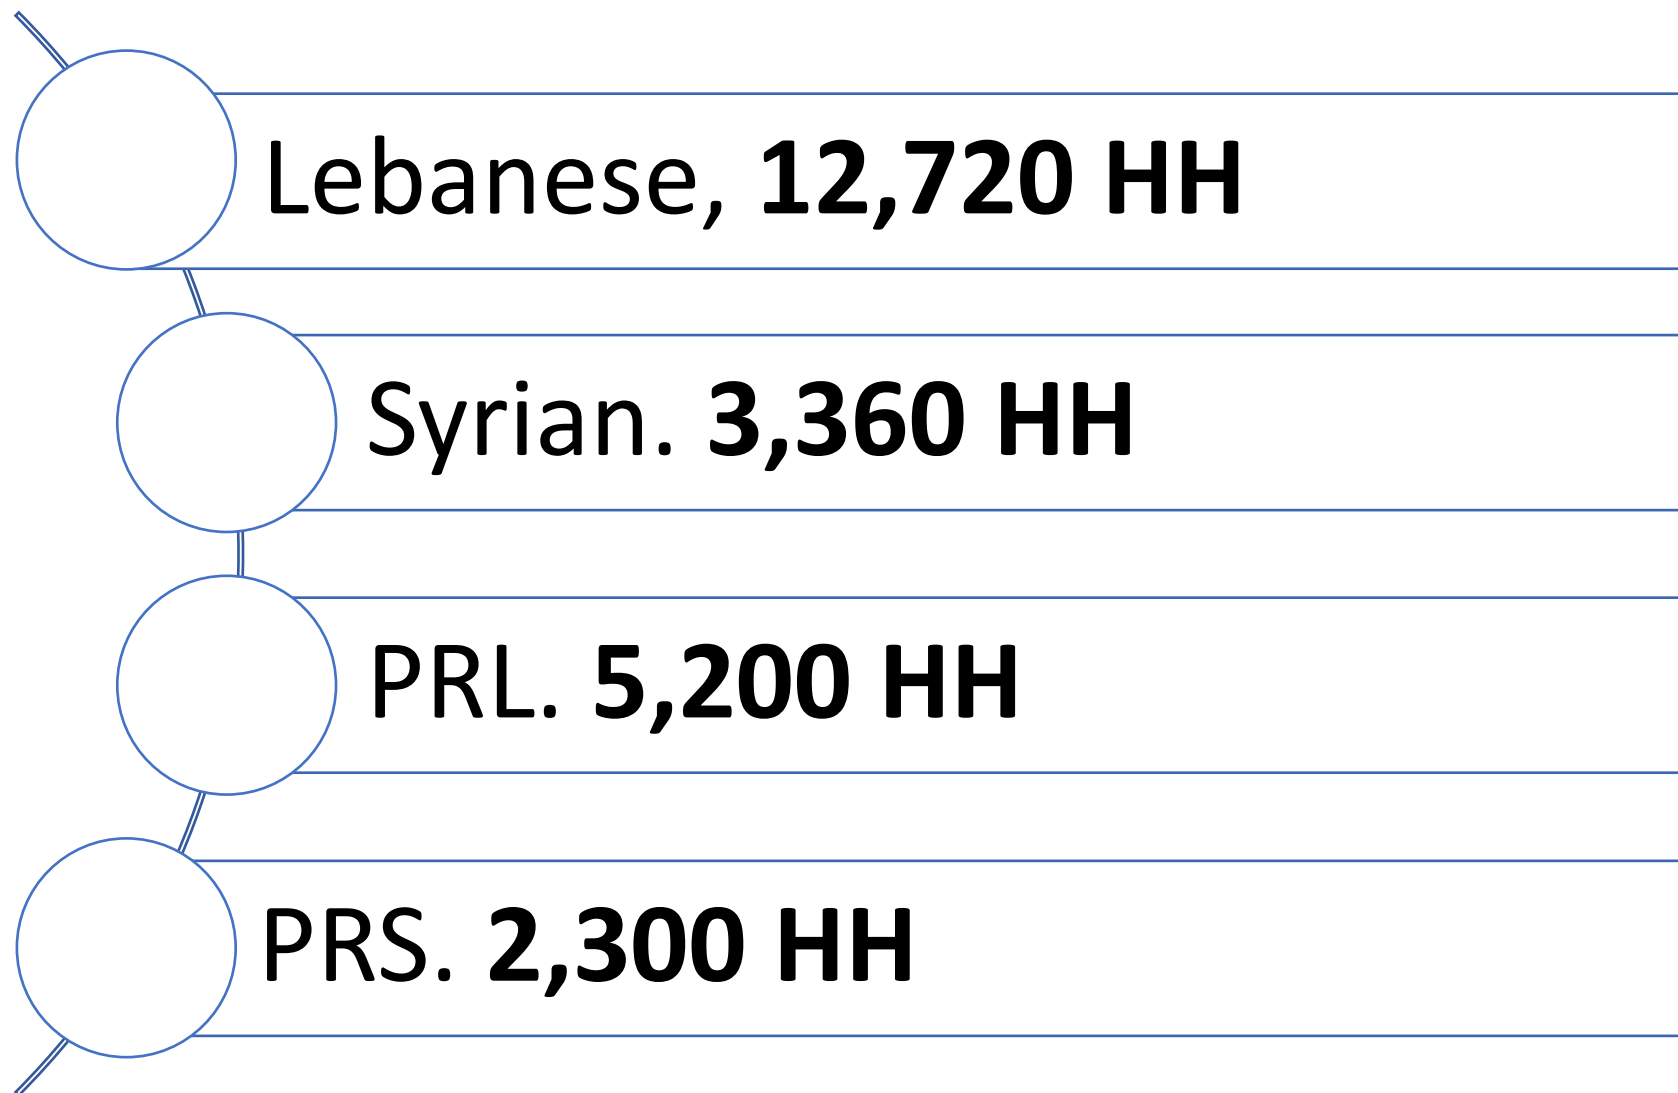 Lebanese, 12,720 HH
Syrian. 3,360 HH
PRL. 5,200 HH
PRS. 2,300 HH